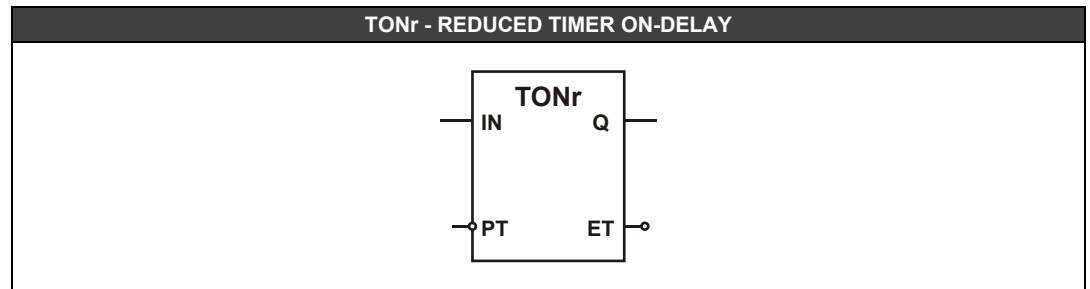 TONr - REDUCED TIMER ON-DELAY
TONr
IN Q
PT ET